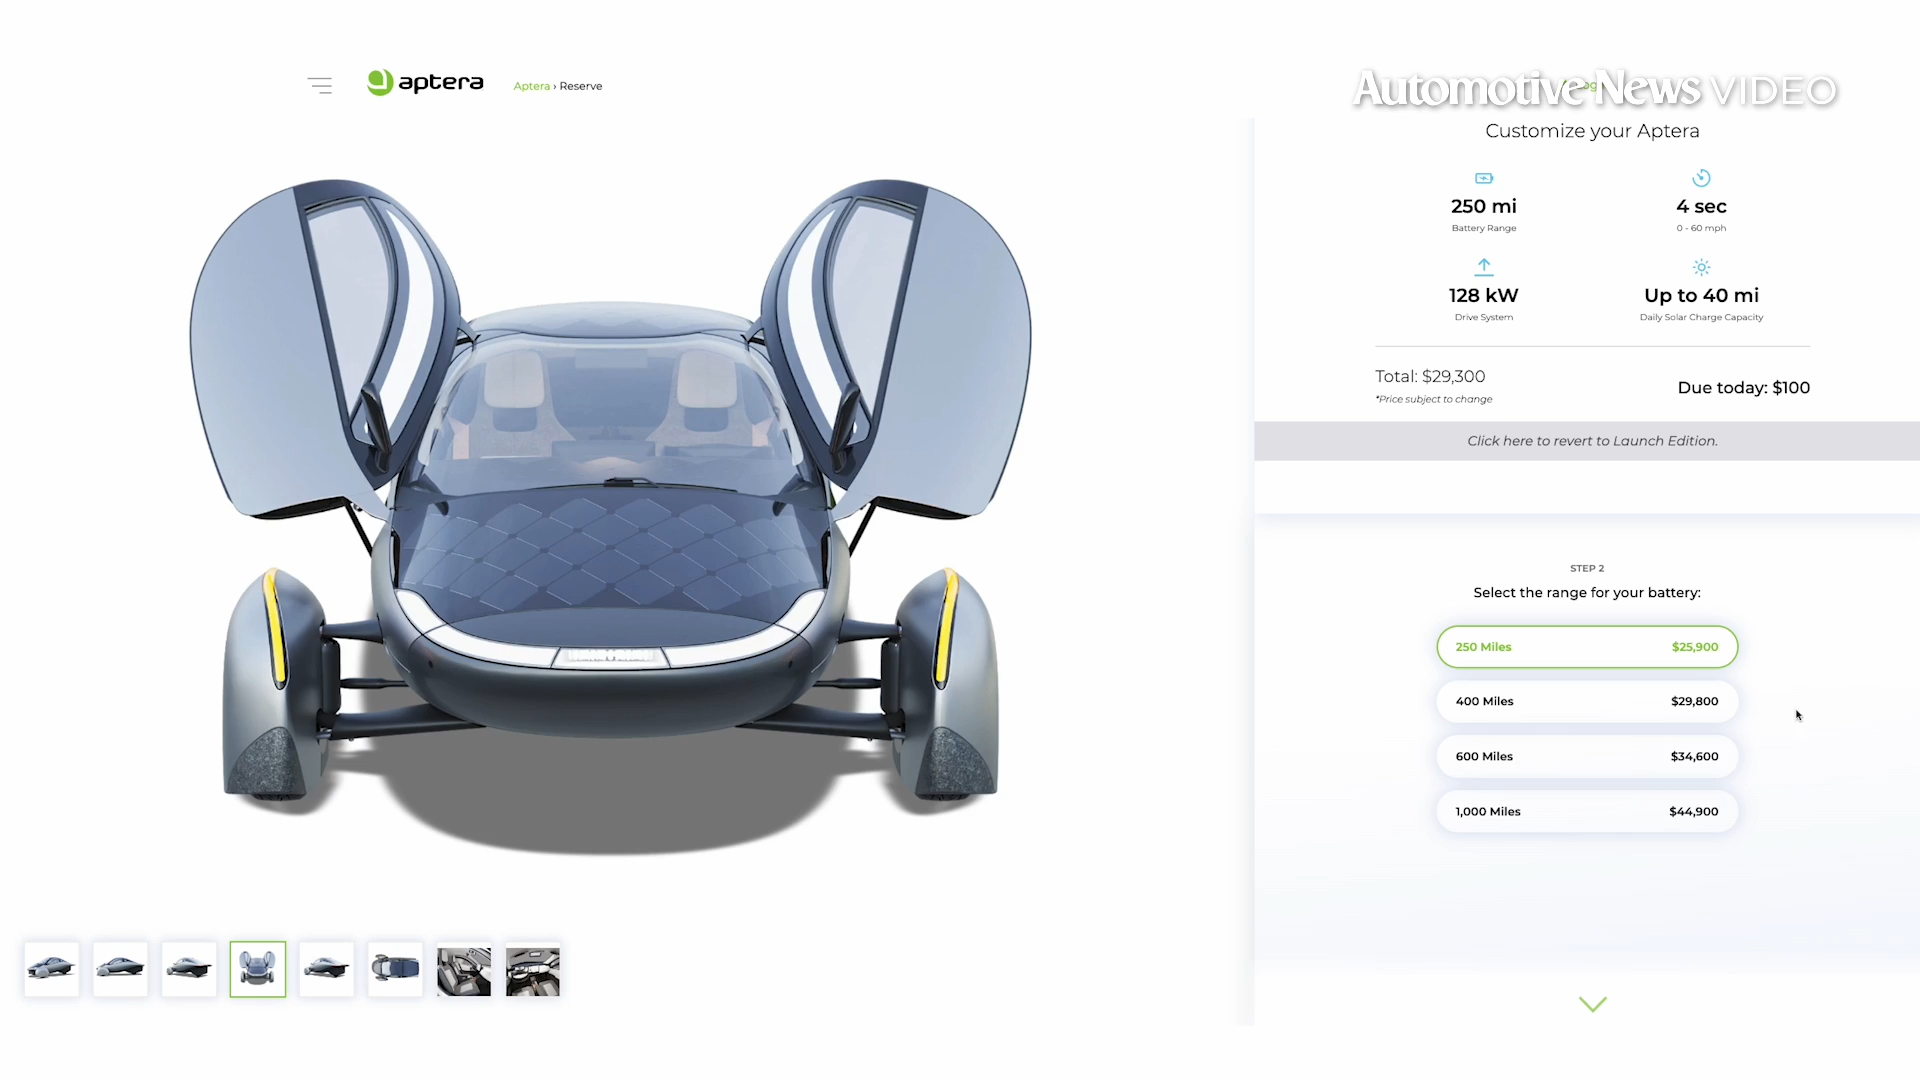 aptera
Aptera › Reserve
Automotive News VIDEO
Customize your Aptera
250 mi
Battery Range
4 sec
0 - 60 mph
128 kW
Drive System
Up to 40 mi
Daily Solar Charge Capacity
Total: $29,300
*Price subject to change
Due today: $100
Click here to revert to Launch Edition.
STEP 2
Select the range for your battery:
250 Miles $25,900
400 Miles $29,800
600 Miles $34,600
1,000 Miles $44,900